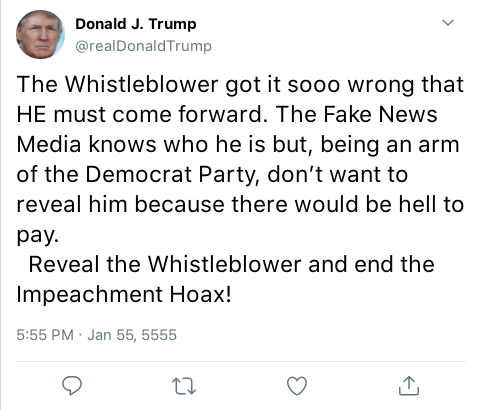 Donald J. Trump
@realDonaldTrump
The Whistleblower got it sooo wrong that
HE must come forward. The Fake News
Media knows who he is but, being an arm
of the Democrat Party, don’t want to
reveal him because there would be hell to
pay.
Reveal the Whistleblower and end the
Impeachment Hoax!
5:55 PM · Jan 55, 5555